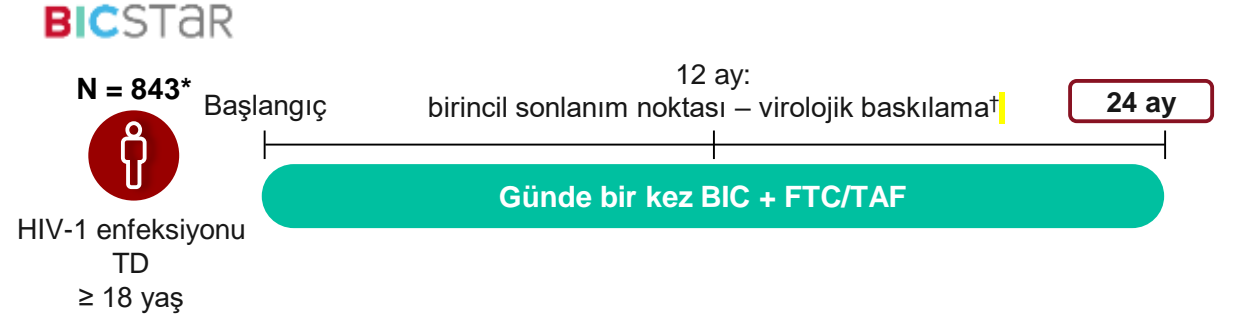 BICSTaR
N = 843*
Başlangıç
12 ay:
birincil sonlanım noktası – virolojik baskılama†
24 ay
Günde bir kez BIC + FTC/TAF
HIV-1 enfeksiyonu
TD
≥ 18 yaş